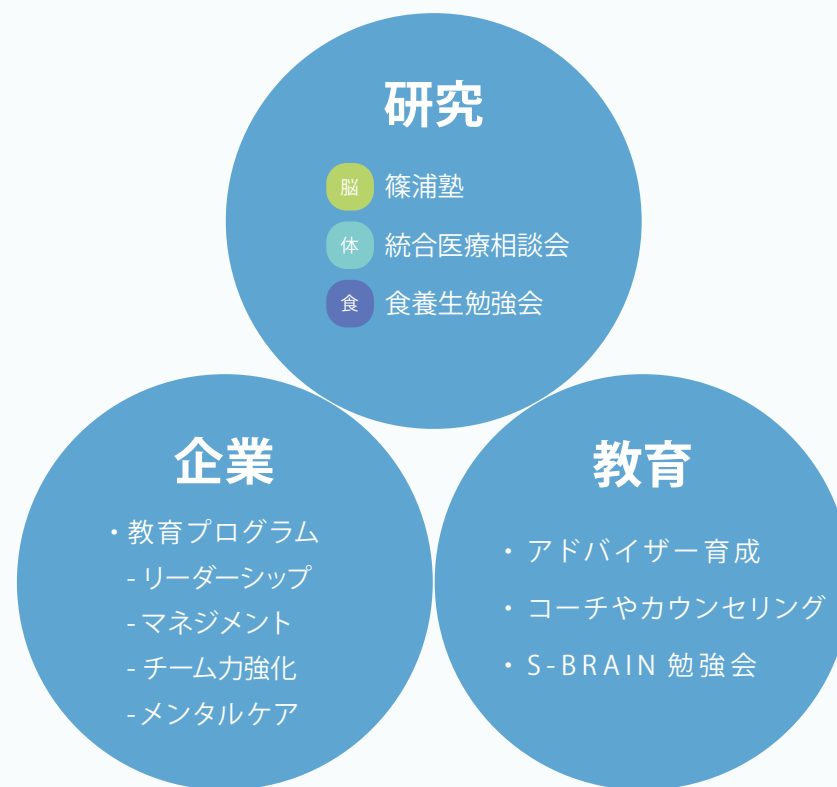 研究
脳 篠浦塾
体 統合医療相談会
食 食養生勉強会
企業
・教育プログラム
- リーダーシップ
- マネジメント
- チーム力強化
- メンタルケア
教育
・ アドバイザー育成
・ コーチやカウンセリング
・ S-BRAIN 勉強会